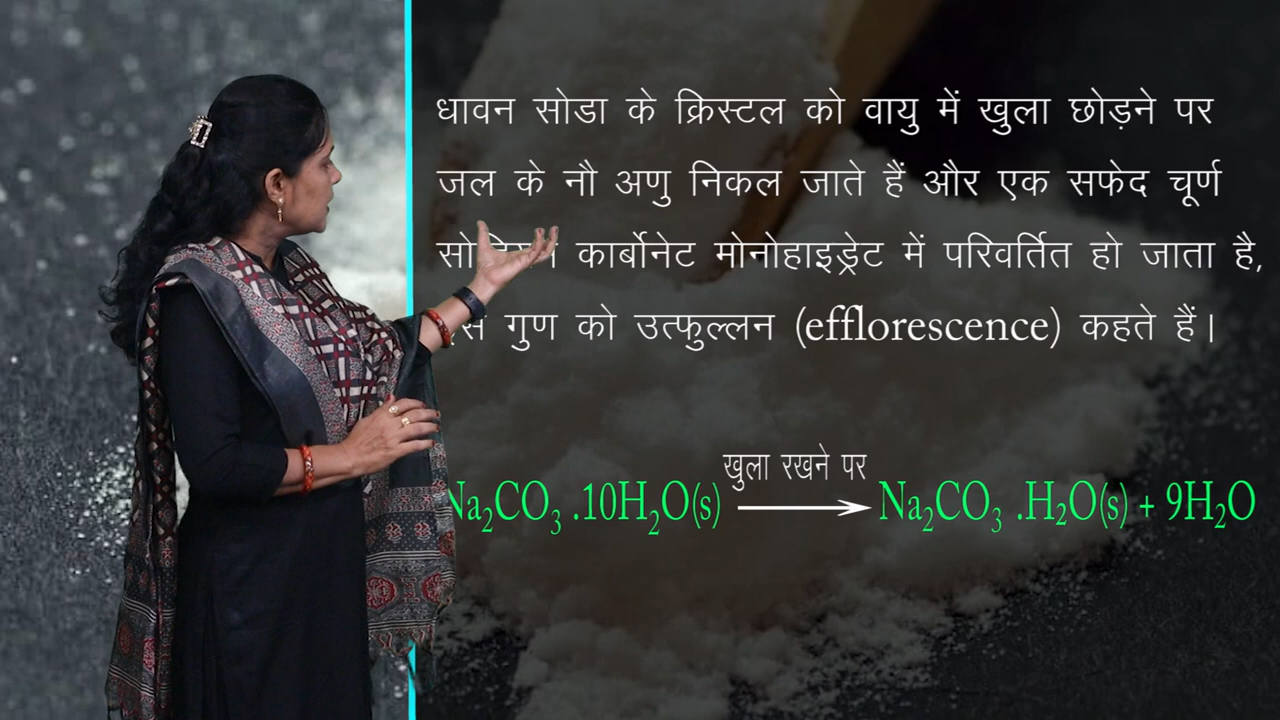 धावन सोडा के क्रिस्टल को वायु में खुला छोड़ने पर
जल के नौ अणु निकल जाते हैं और एक सफेद चूर्ण
कार्बोनेट मोनोहाइड्रेट में परिवर्तित हो जाता है,
गुण को उत्फुल्लन (efflorescence) कहते हैं।
खुला रखने पर
Na₂CO₃ .10H₂O(s) ⟶ Na₂CO₃ .H₂O(s) + 9H₂O